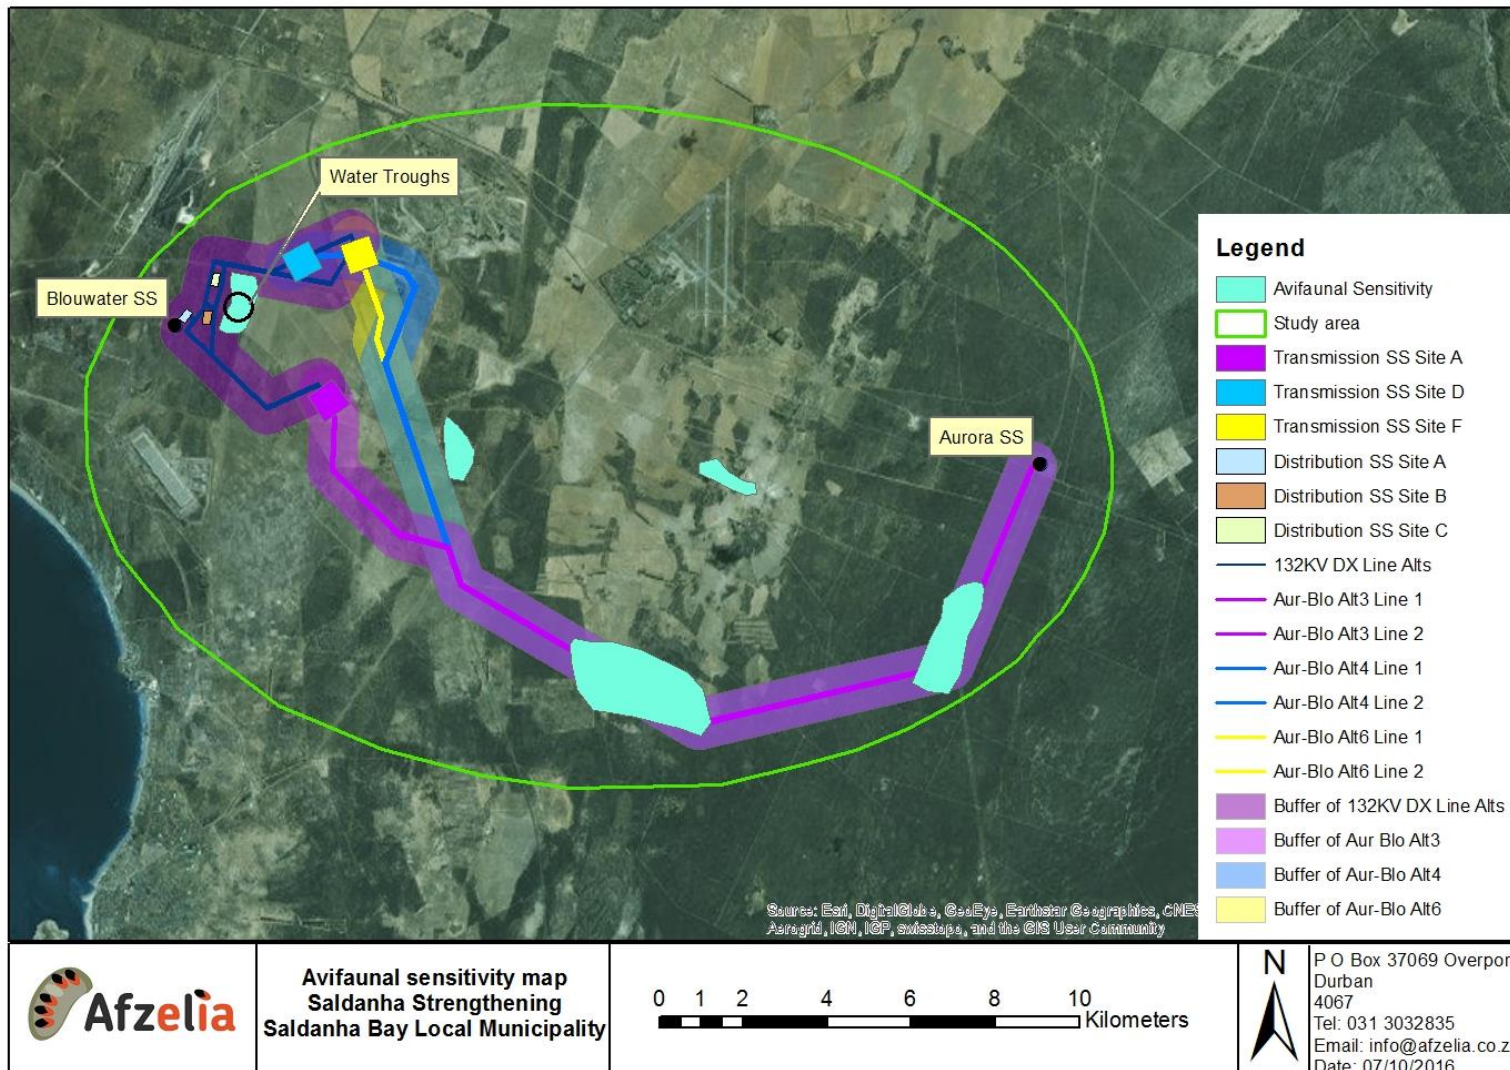 Water Troughs
Blouwater SS
Aurora SS
Legend
Avifaunal Sensitivity
Study area
Transmission SS Site A
Transmission SS Site D
Transmission SS Site F
Distribution SS Site A
Distribution SS Site B
Distribution SS Site C
132KV DX Line Alts
Aur-Blo Alt3 Line 1
Aur-Blo Alt3 Line 2
Aur-Blo Alt4 Line 1
Aur-Blo Alt4 Line 2
Aur-Blo Alt6 Line 1
Aur-Blo Alt6 Line 2
Buffer of 132KV DX Line Alts
Buffer of Aur Blo Alt3
Buffer of Aur-Blo Alt4
Buffer of Aur-Blo Alt6
Source: Esri, DigitalGlobe, GeoEye, Earthstar Geographics, CNES
Aerogrid, IGN, IGP, swisstopo, and the GIS User Community
Afzelia
Avifaunal sensitivity map
Saldanha Strengthening
Saldanha Bay Local Municipality
0 1 2 4 6 8 10
Kilometers
N
P O Box 37069 Overpor
Durban
4067
Tel: 031 3032835
Email: info@afzelia.co.z
Date: 07/10/2016